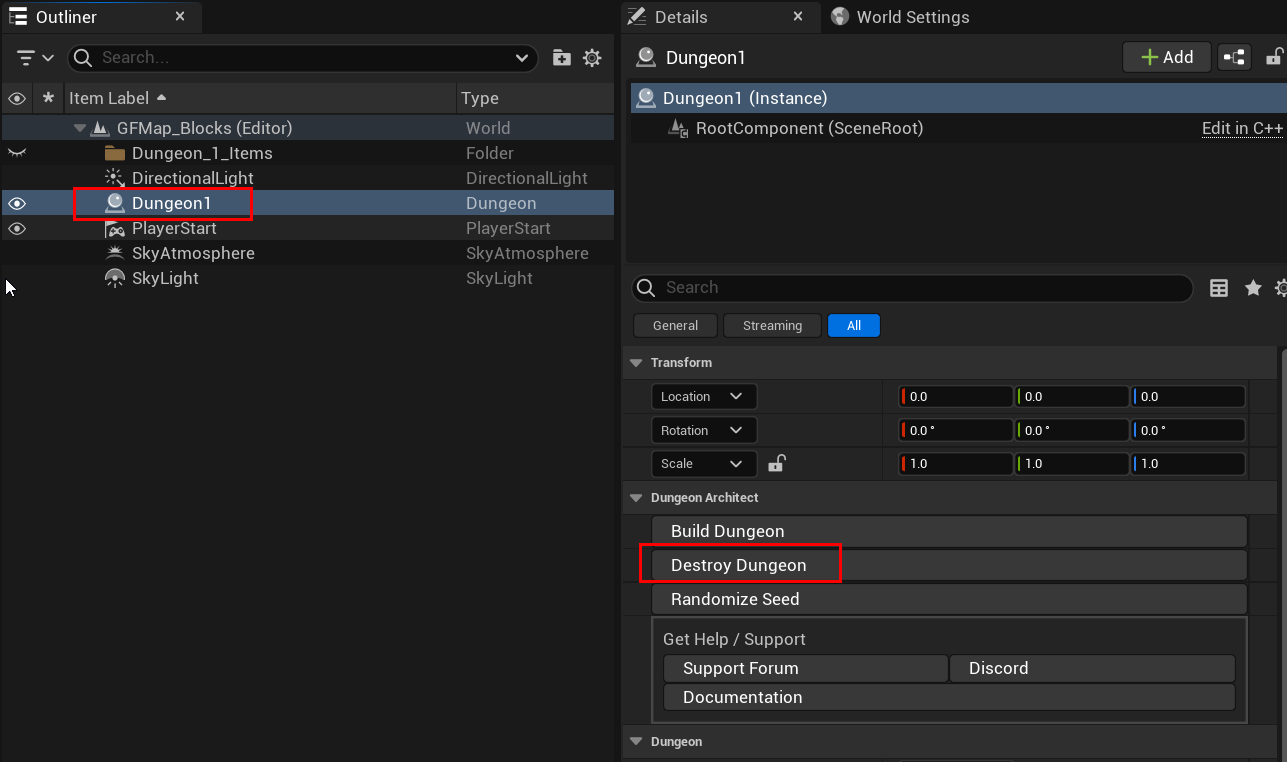 Outliner
Search...
Item Label Type
GFMap_Blocks (Editor) World
Dungeon_1_Items Folder
DirectionalLight DirectionalLight
Dungeon1 Dungeon
PlayerStart PlayerStart
SkyAtmosphere SkyAtmosphere
SkyLight SkyLight
Details World Settings
Dungeon1 Add
Dungeon1 (Instance)
RootComponent (SceneRoot) Edit in C++
Search
General Streaming All
Transform
Location 0.0 0.0 0.0
Rotation 0.0 ° 0.0 ° 0.0 °
Scale 1.0 1.0 1.0
Dungeon Architect
Build Dungeon
Destroy Dungeon
Randomize Seed
Get Help / Support
Support Forum Discord
Documentation
Dungeon